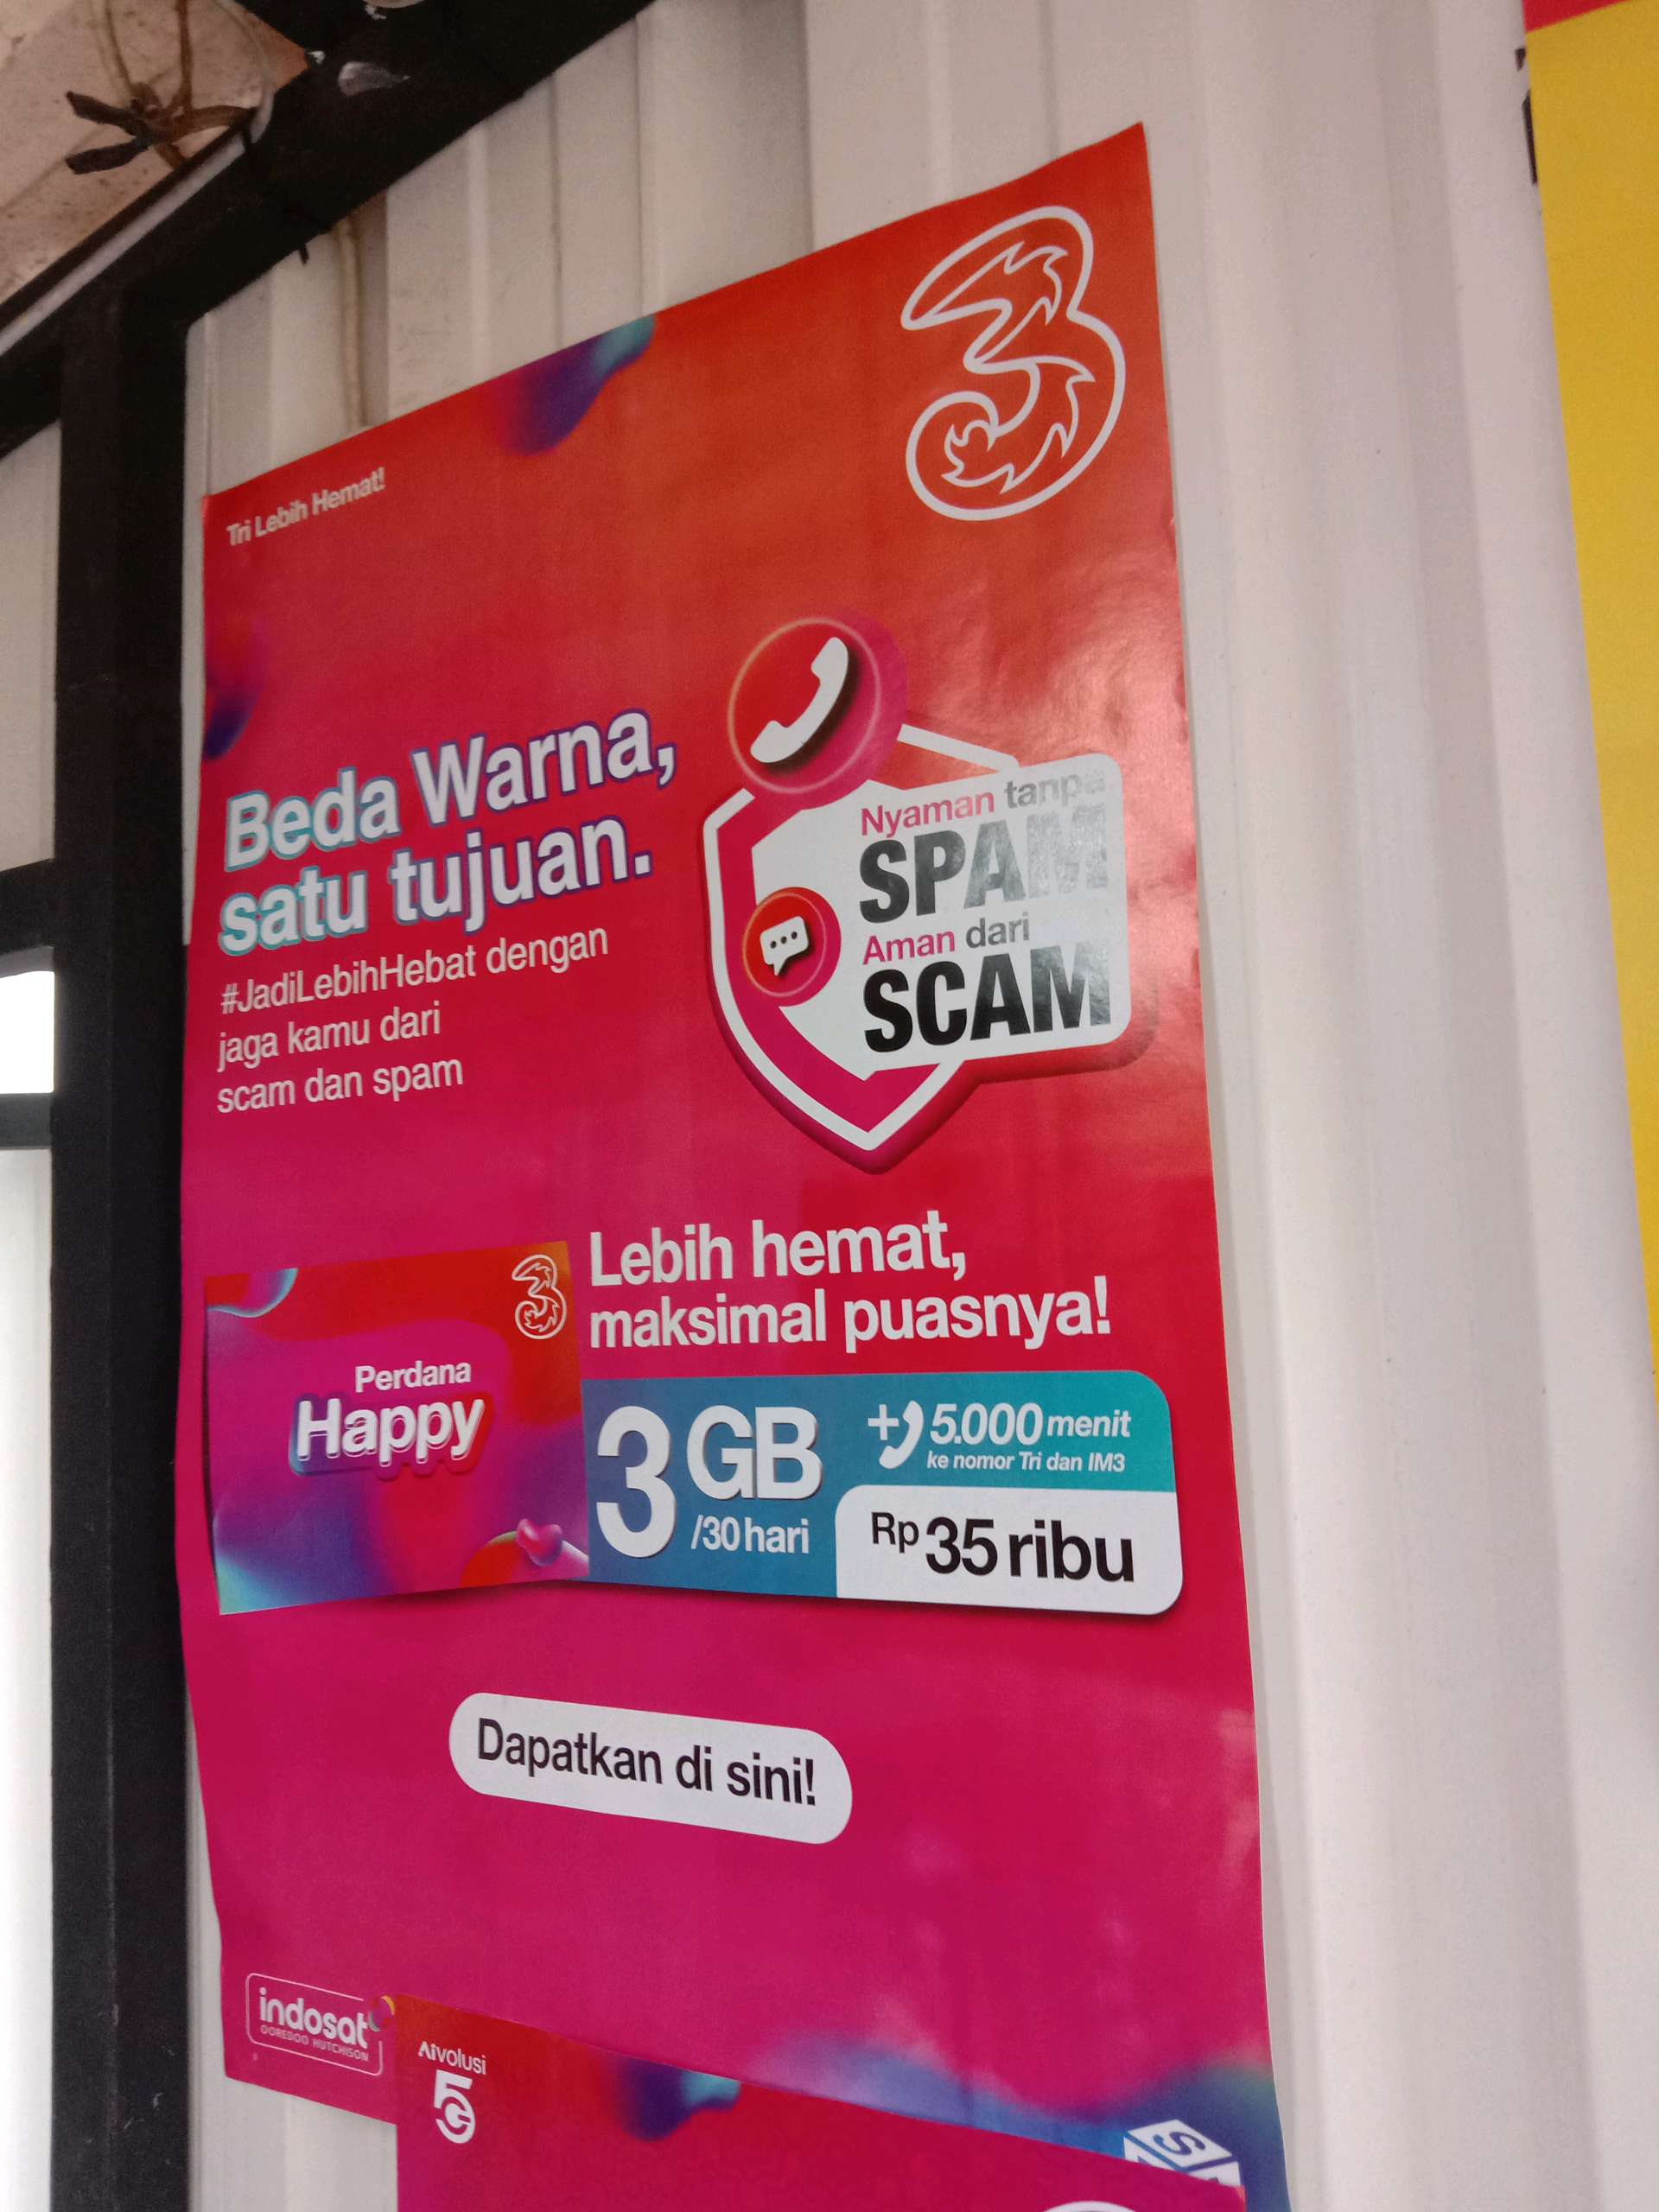 3
Tri Lebih Hemat!
Beda Warna,
satu tujuan.
#JadiLebihHebat dengan
jaga kamu dari
scam dan spam
Nyaman tanpa
SPAM
Aman dari
SCAM
Lebih hemat,
maksimal puasnya!
3
Perdana
Happy
3 GB
/30 hari
+ 5.000 menit
ke nomor Tri dan IM3
Rp 35 ribu
Dapatkan di sini!
indosat
OOREDOO HUTCHISON
AIvolusi
5G